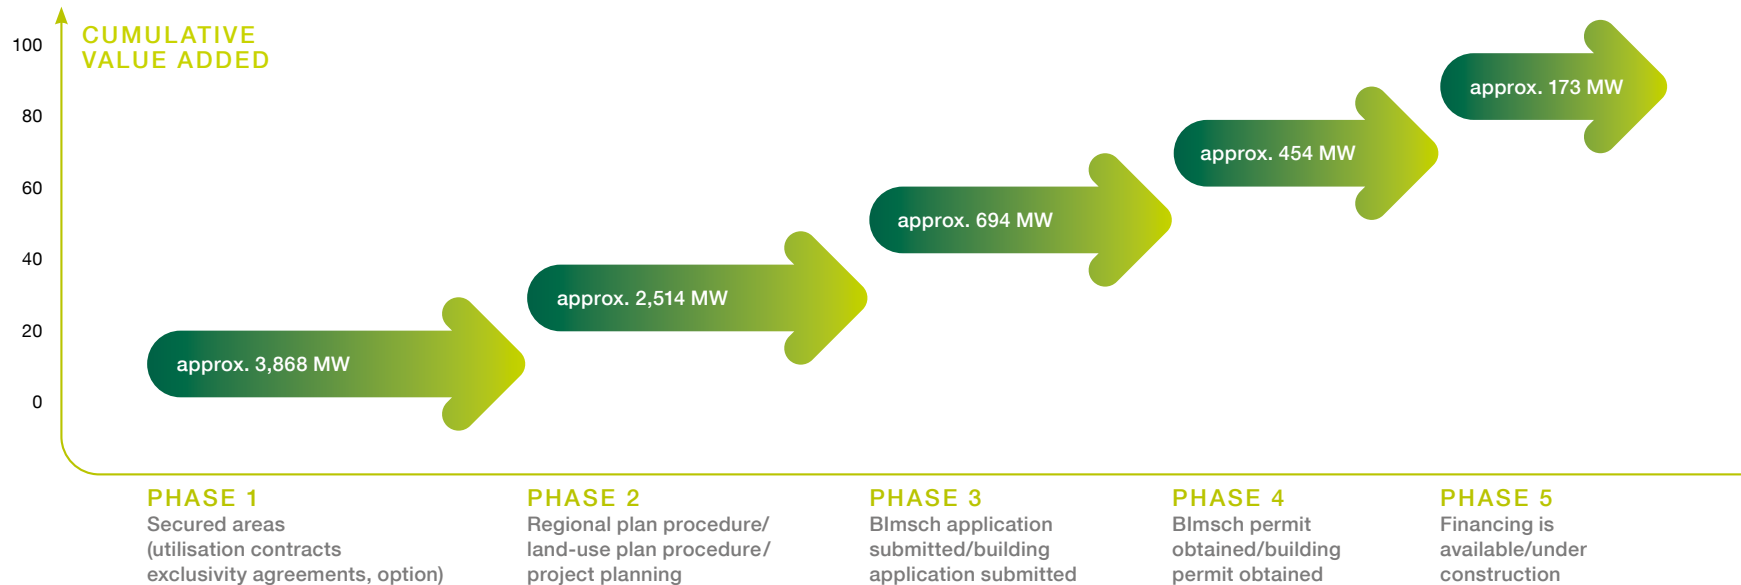 CUMULATIVE
VALUE ADDED
100
80
60
40
20
0
approx. 3,868 MW
approx. 2,514 MW
approx. 694 MW
approx. 454 MW
approx. 173 MW
PHASE 1
Secured areas
(utilisation contracts
exclusivity agreements, option)
PHASE 2
Regional plan procedure/
land-use plan procedure/
project planning
PHASE 3
BImsch application
submitted/building
application submitted
PHASE 4
BImsch permit
obtained/building
permit obtained
PHASE 5
Financing is
available/under
construction